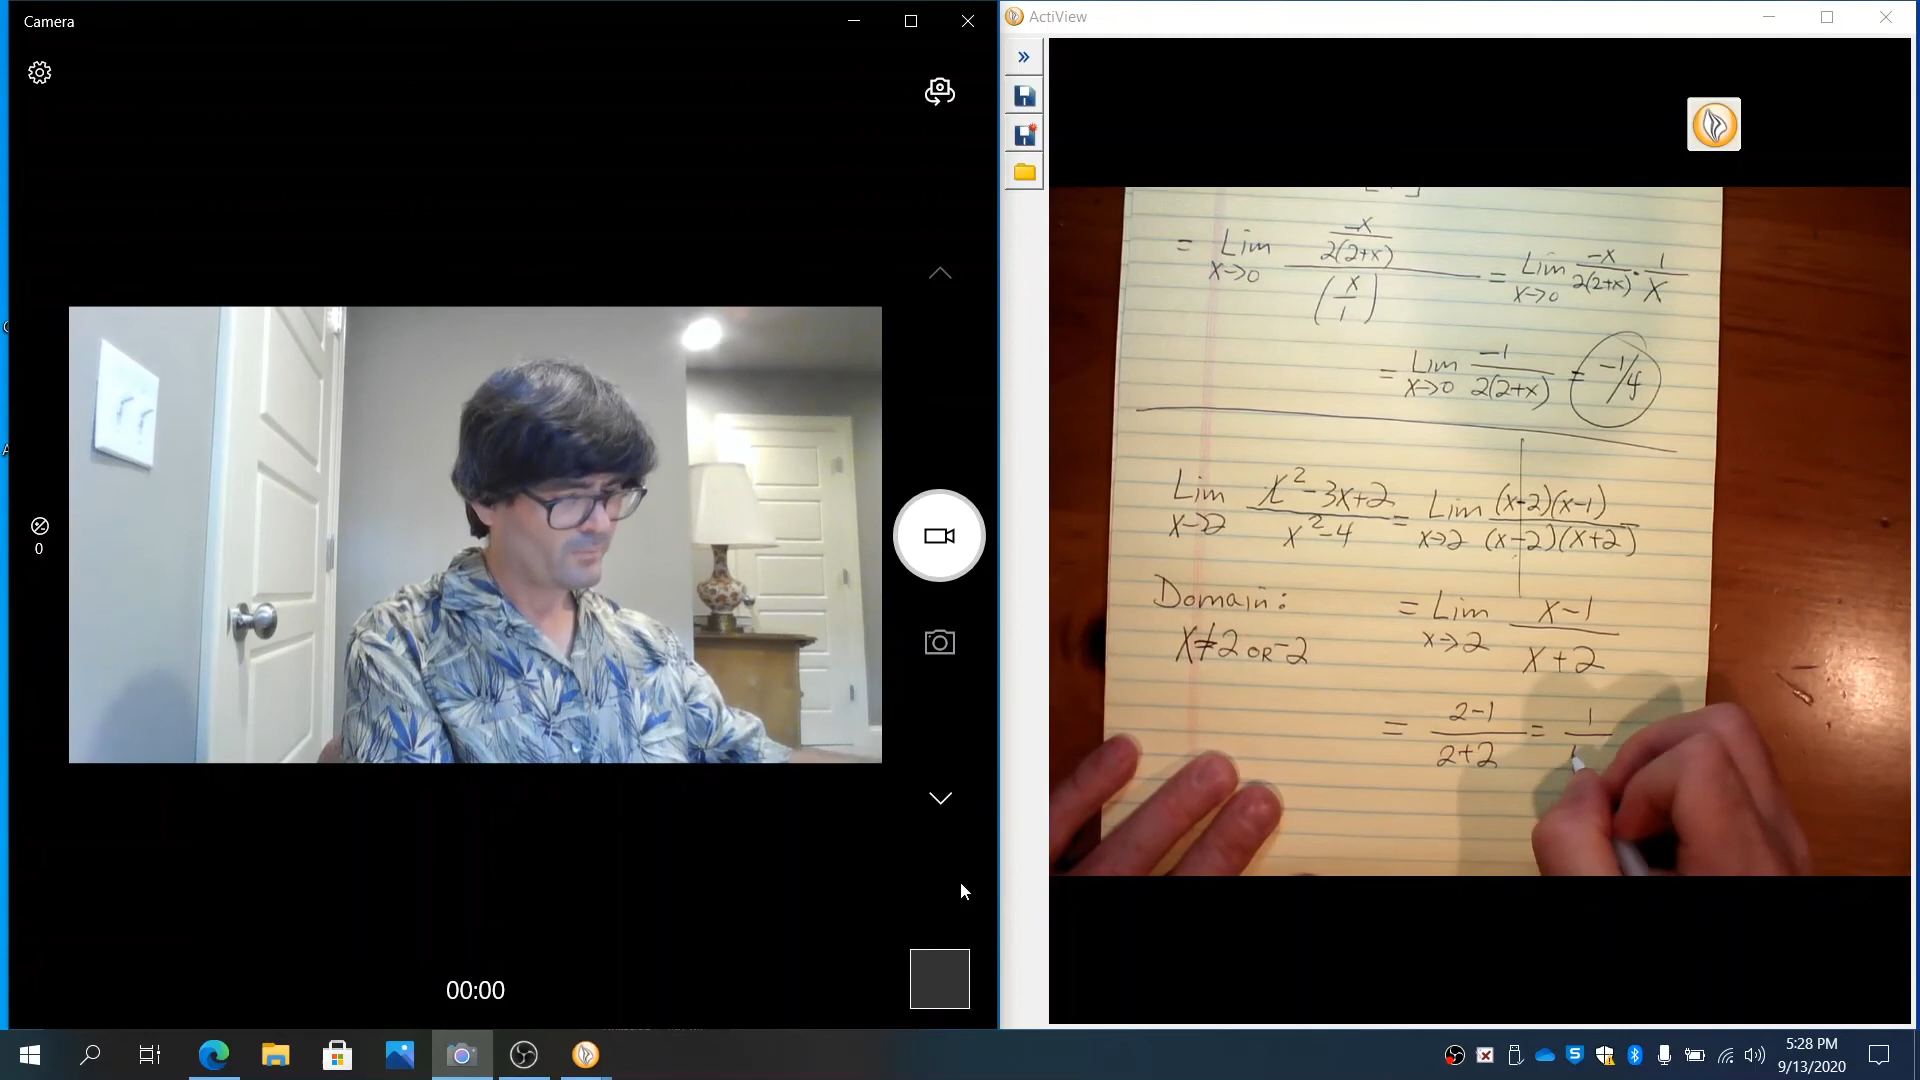 Camera
ActiView
0
00:00
= Lim x→0 (-x / 2(2+x)) / (x/1) = Lim x→0 -x / 2(2+x) · 1 / x
= Lim x→0 -1 / 2(2+x) = -1/4
Lim x→2 x²-3x+2 / x²-4 = Lim x→2 (x-2)(x-1) / (x-2)(x+2)
Domain:
x≠2 OR -2
= Lim x→2 x-1 / x+2
= 2-1 / 2+2 = 1
5:28 PM
9/13/2020